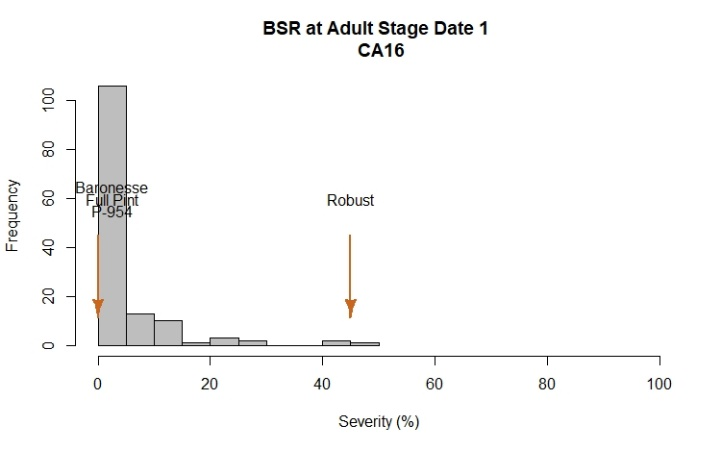 BSR at Adult Stage Date 1
CA16
Frequency
100
80
60
40
20
0
Baronesse
Full Pint
P-954
Robust
0 20 40 60 80 100
Severity (%)